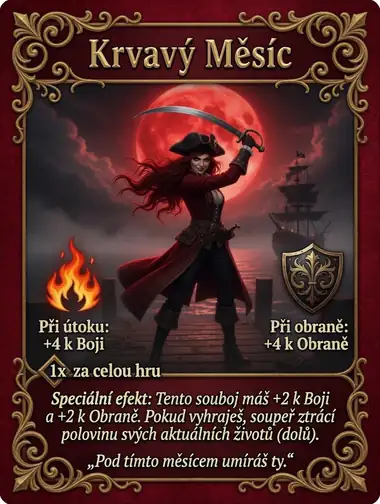 Krvavý Měsíc
Při útoku:
+4 k Boji
Při obraně:
+4 k Obraně
1x za celou hru
Speciální efekt: Tento souboj máš +2 k Boji
a +2 k Obraně. Pokud vyhraješ, soupeř ztrácí
polovinu svých aktuálních životů (dolů).
„Pod tímto měsícem umíráš ty.“